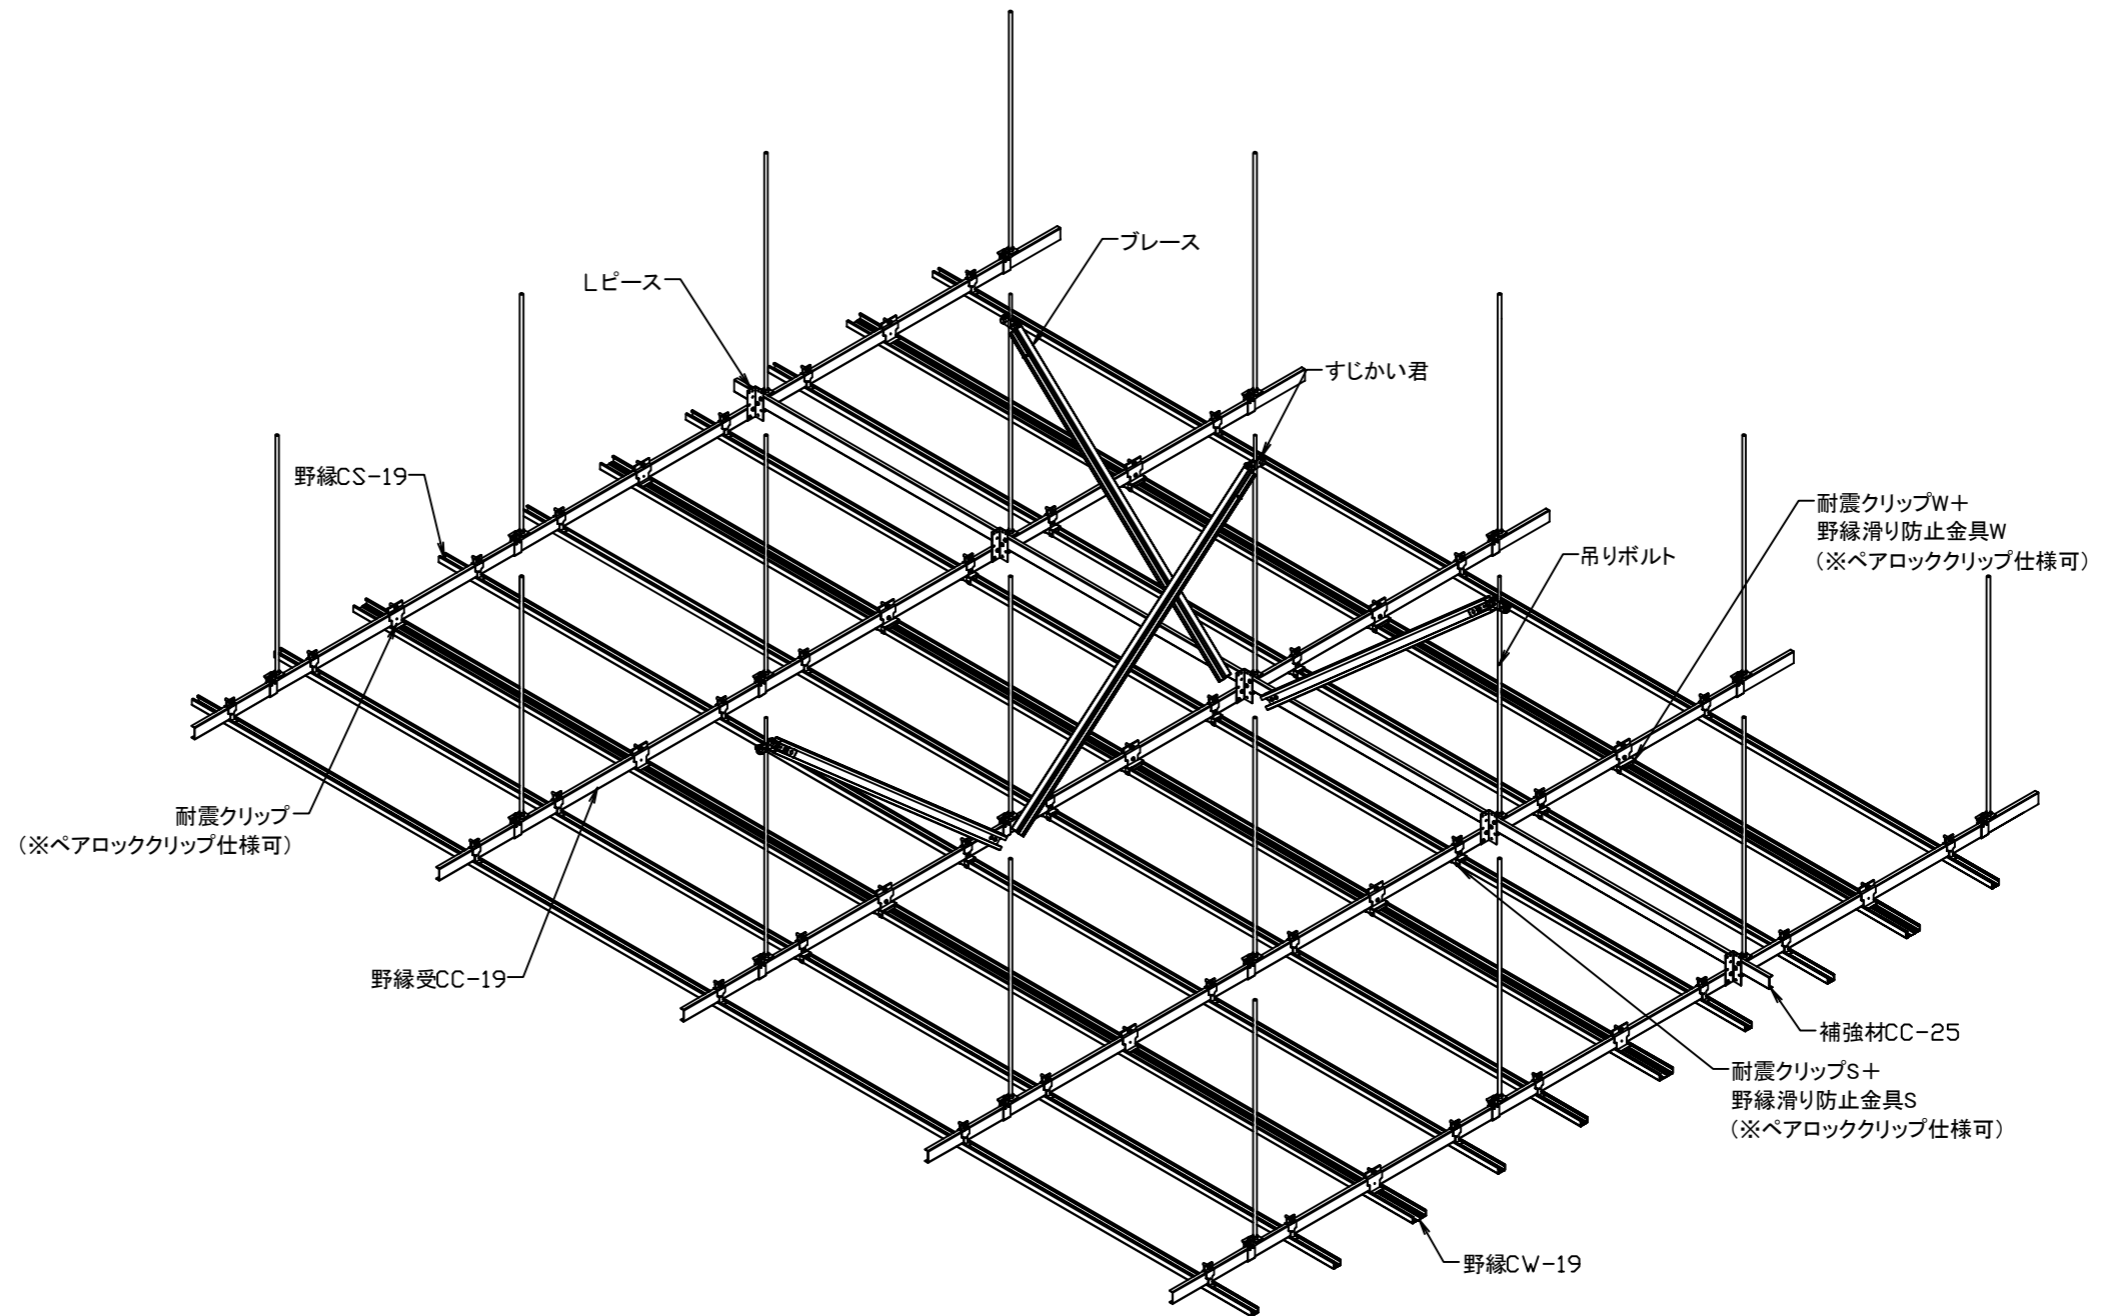 ブレース
Lピース
すじかい君
野縁CS-19
耐震クリップW+
野縁滑り防止金具W
(※ペアロッククリップ仕様可)
吊りボルト
耐震クリップ
(※ペアロッククリップ仕様可)
野縁受CC-19
補強材CC-25
耐震クリップS+
野縁滑り防止金具S
(※ペアロッククリップ仕様可)
野縁CW-19